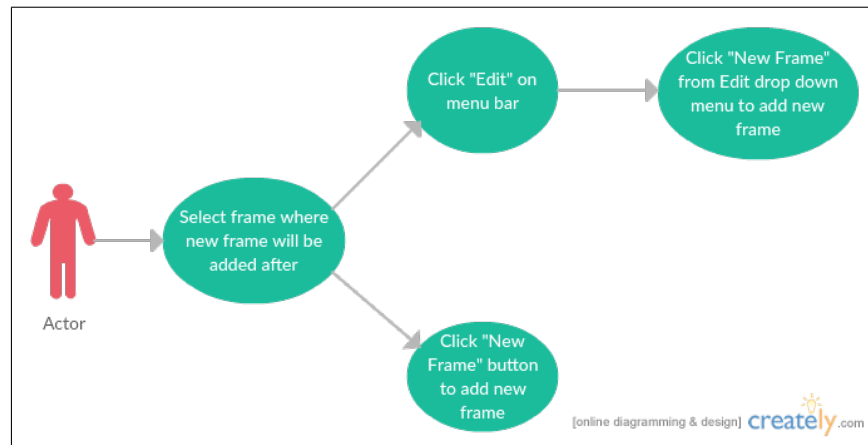 Click "Edit" on
menu bar
Click "New Frame"
from Edit drop down
menu to add new
frame
Select frame where
new frame will be
added after
Actor
Click "New
Frame" button
to add new
frame
[online diagramming & design] creately.com